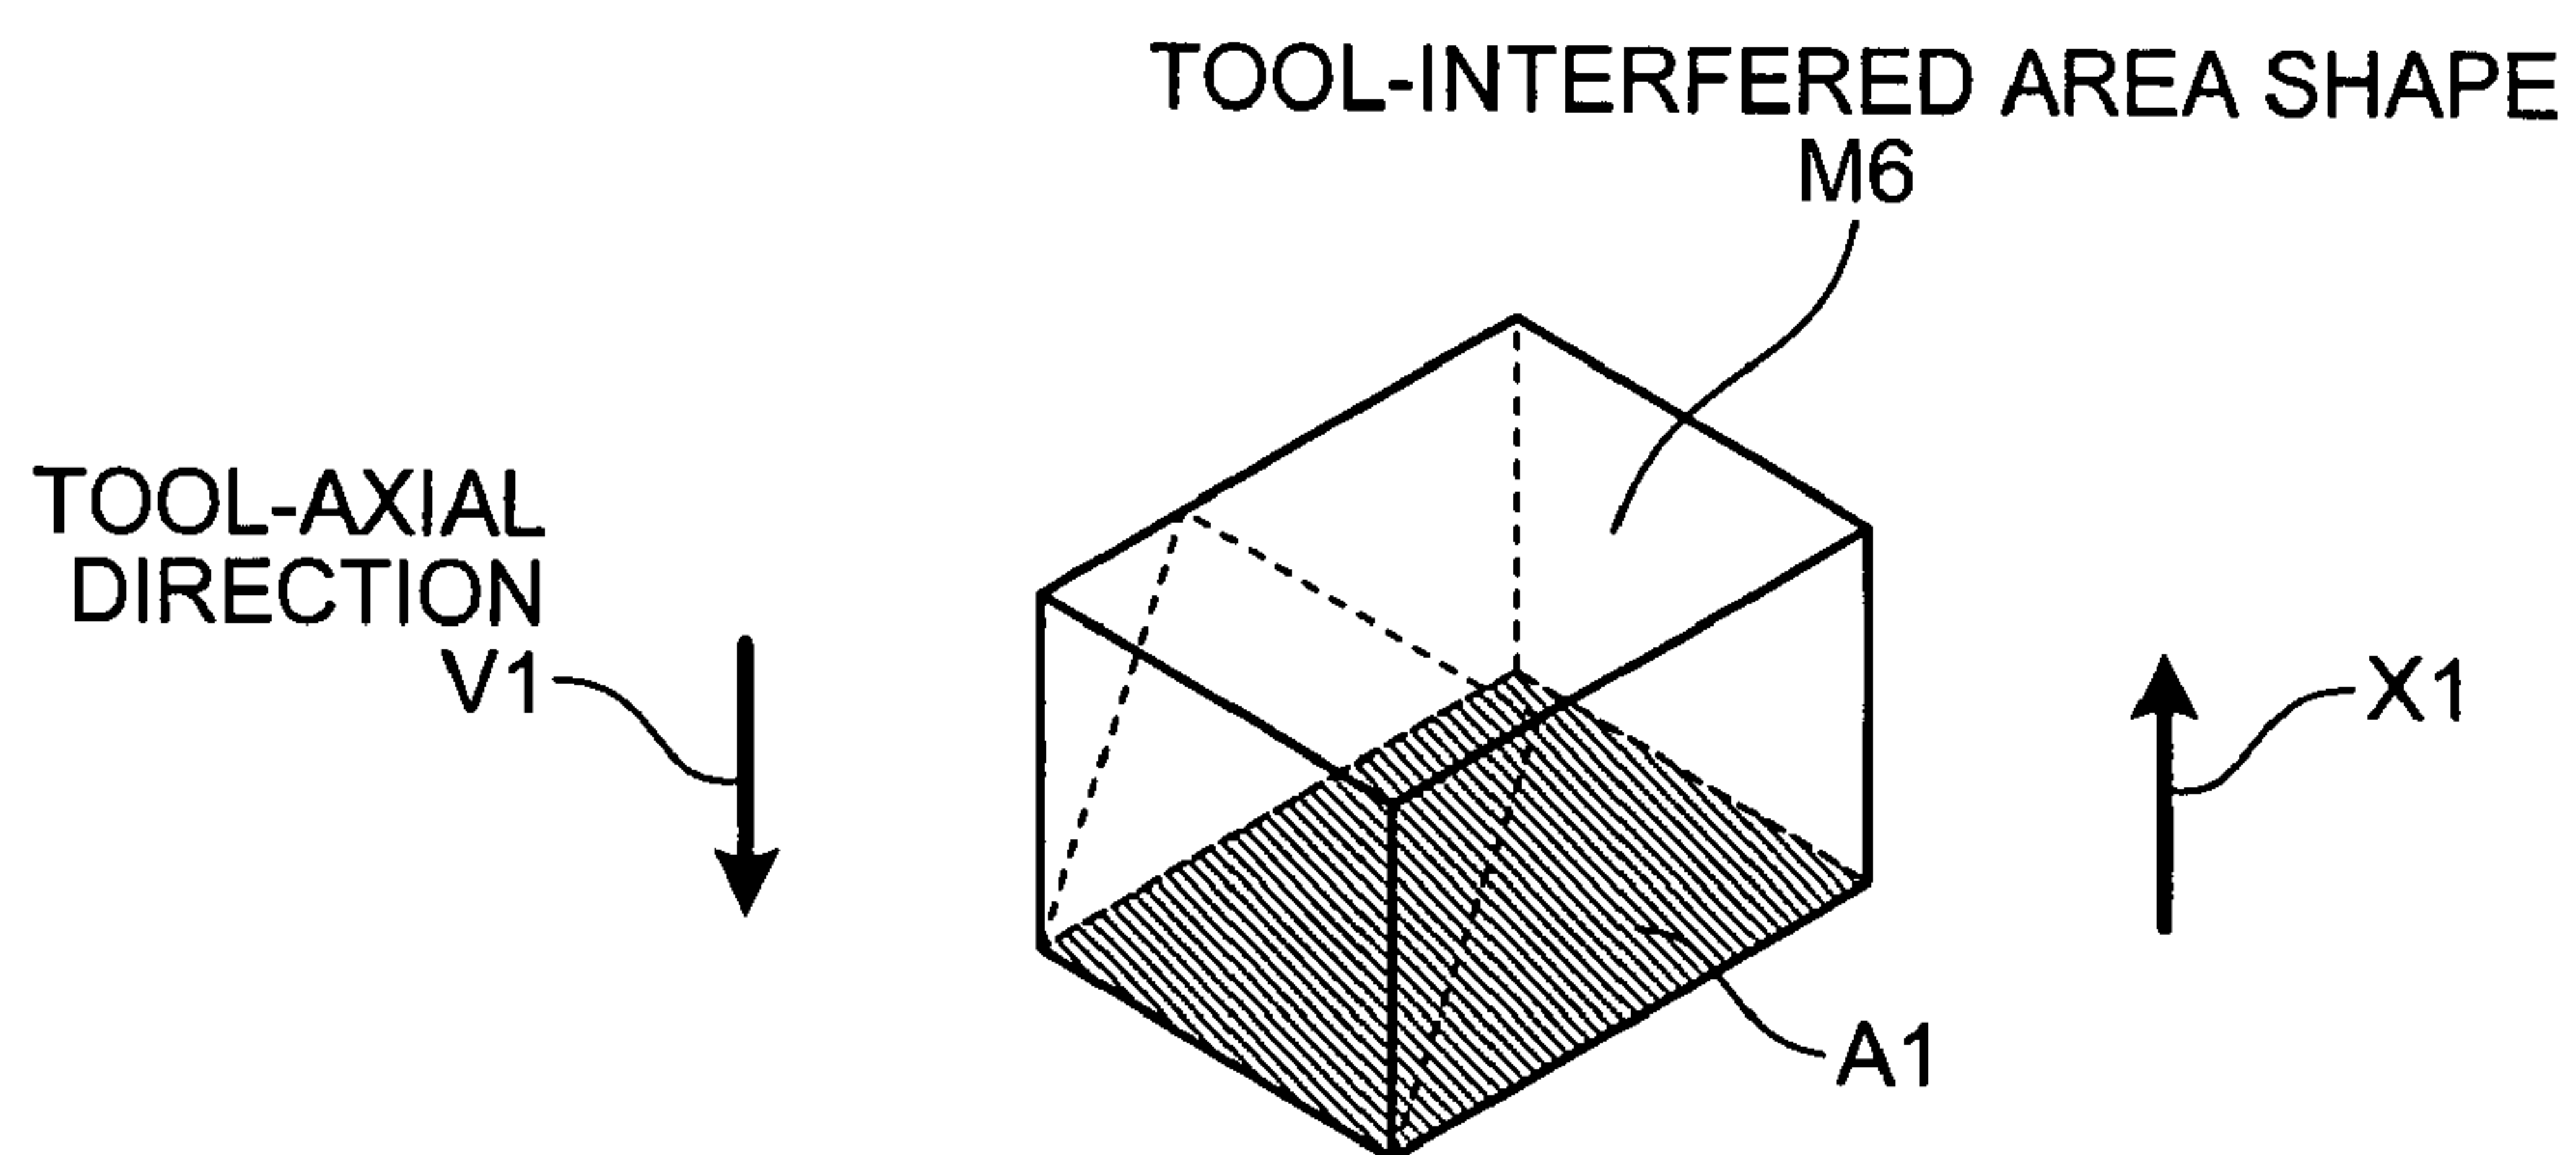 TOOL-INTERFERED AREA SHAPE
M6
TOOL-AXIAL
DIRECTION
V1
X1
A1